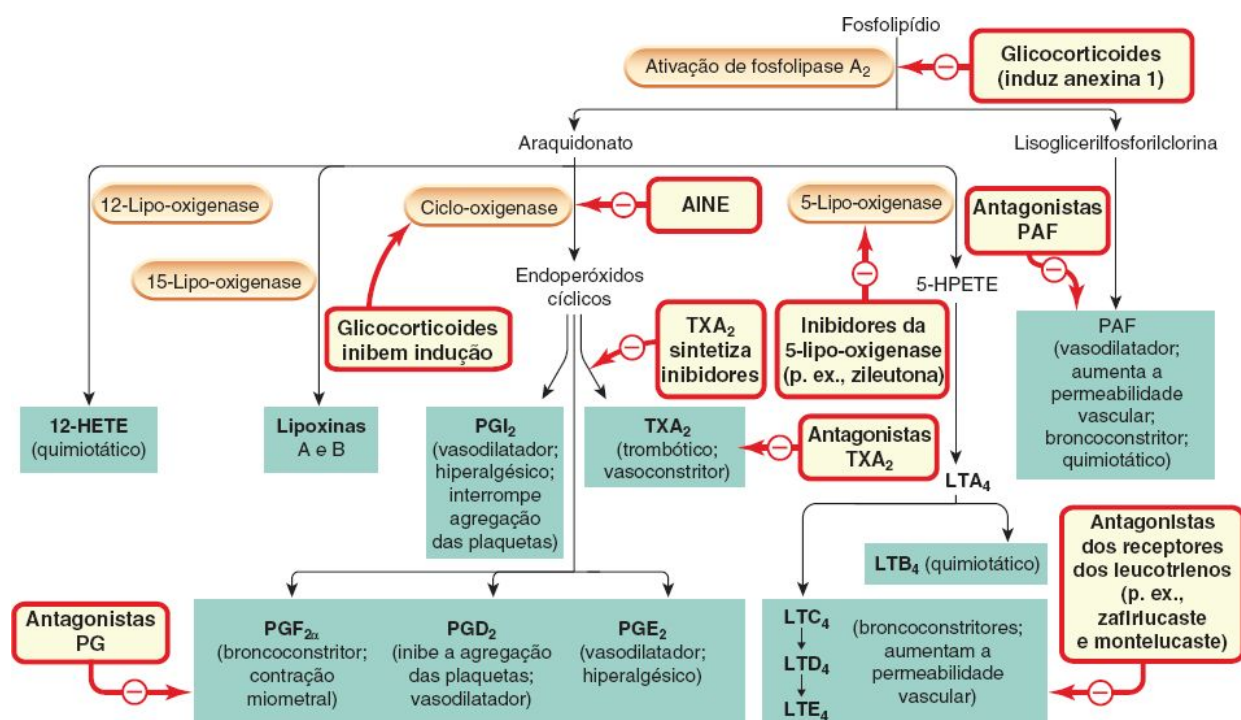 Fosfolipídio
Ativação de fosfolipase A₂
Glicocorticoides
(induz anexina 1)
Araquidonato
Lisoglicerilfosforilclorina
12-Lipo-oxigenase
Ciclo-oxigenase
AINE
5-Lipo-oxigenase
Antagonistas
PAF
15-Lipo-oxigenase
Endoperóxidos
cíclicos
5-HPETE
Glicocorticoides
inibem indução
TXA₂
sintetiza
inibidores
Inibidores da
5-lipo-oxigenase
(p. ex., zileutona)
PAF
(vasodilatador;
aumenta a
permeabilidade
vascular;
broncoconstritor;
quimiotático)
12-HETE
(quimiotático)
Lipoxinas
A e B
PGI₂
(vasodilatador;
hiperalgésico;
interrompe
agregação
das plaquetas)
TXA₂
(trombótico;
vasoconstritor)
Antagonistas
TXA₂
LTA₄
LTB₄ (quimiotático)
Antagonistas
dos receptores
dos leucotrienos
(p. ex.,
zafirlucaste
e montelucaste)
Antagonistas
PG
PGF₂α
(broncoconstritor;
contração
miometral)
PGD₂
(inibe a agregação
das plaquetas;
vasodilatador)
PGE₂
(vasodilatador;
hiperalgésico)
LTC₄
LTD₄
LTE₄
(broncoconstritores;
aumentam a
permeabilidade
vascular)